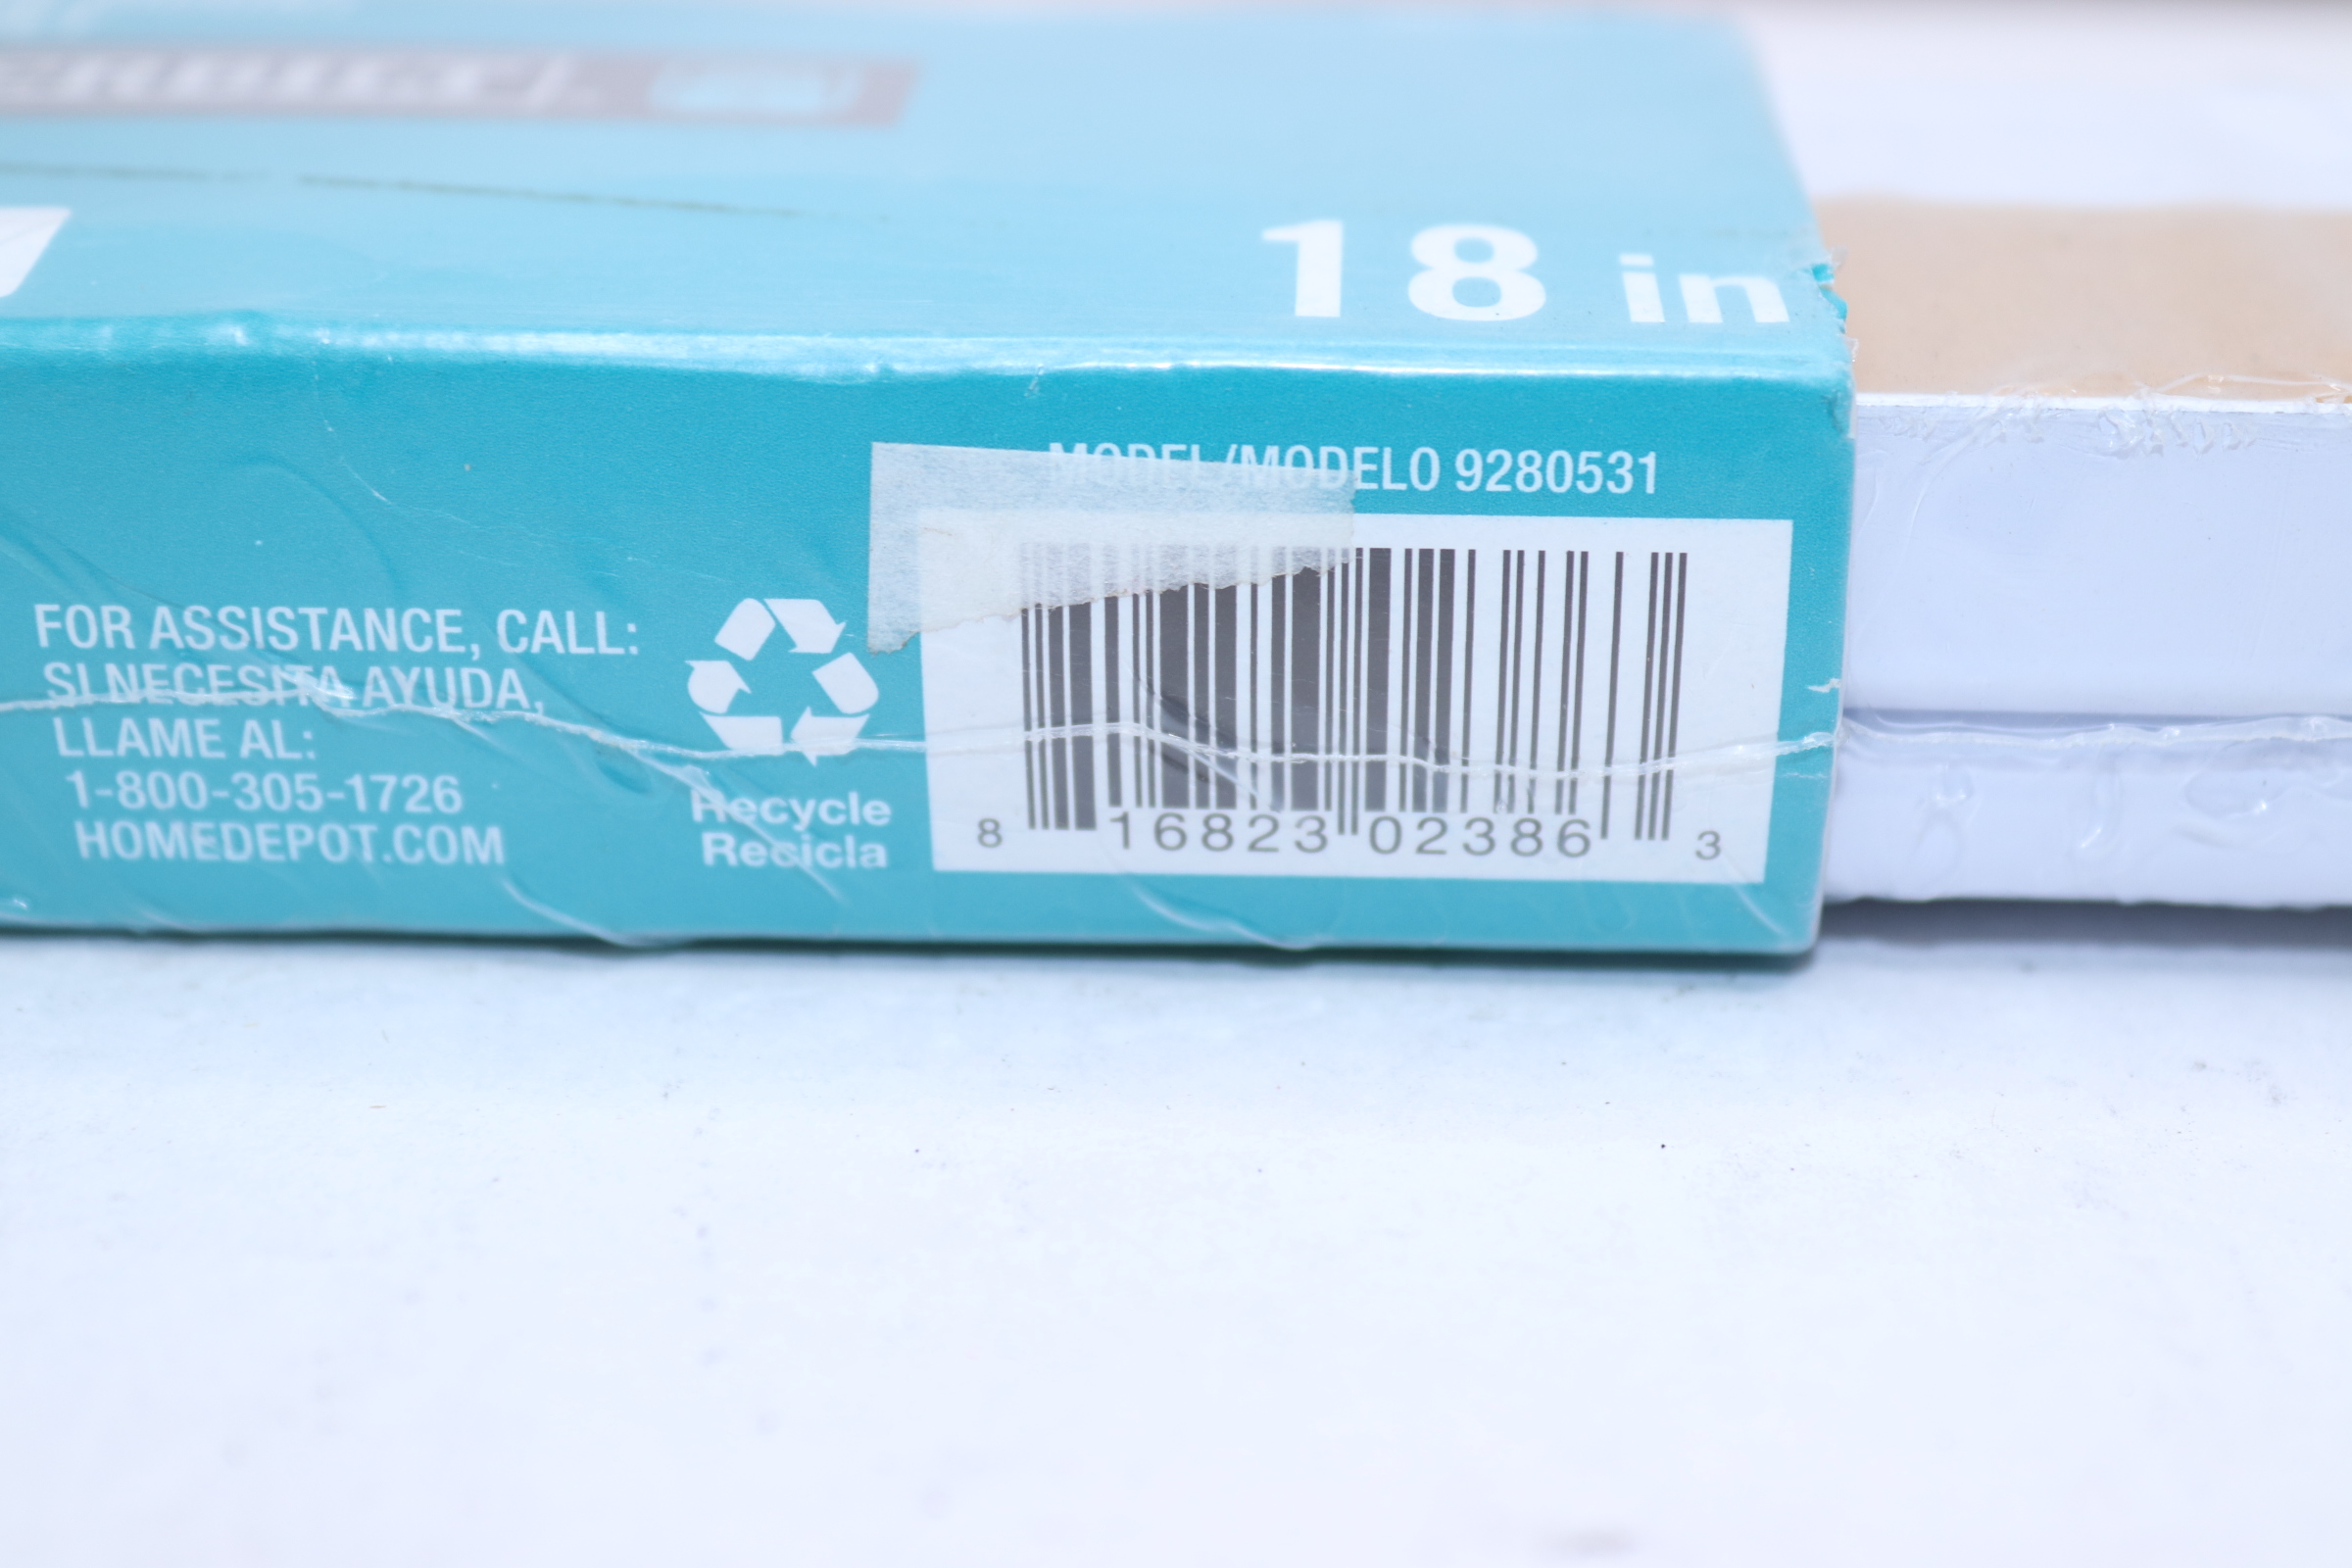 18 in
MODEL/MODELO 9280531
FOR ASSISTANCE, CALL:
SI NECESITA AYUDA,
LLAME AL:
1-800-305-1726
HOMEDEPOT.COM
Recycle
Recicla
8 16823 02386 3